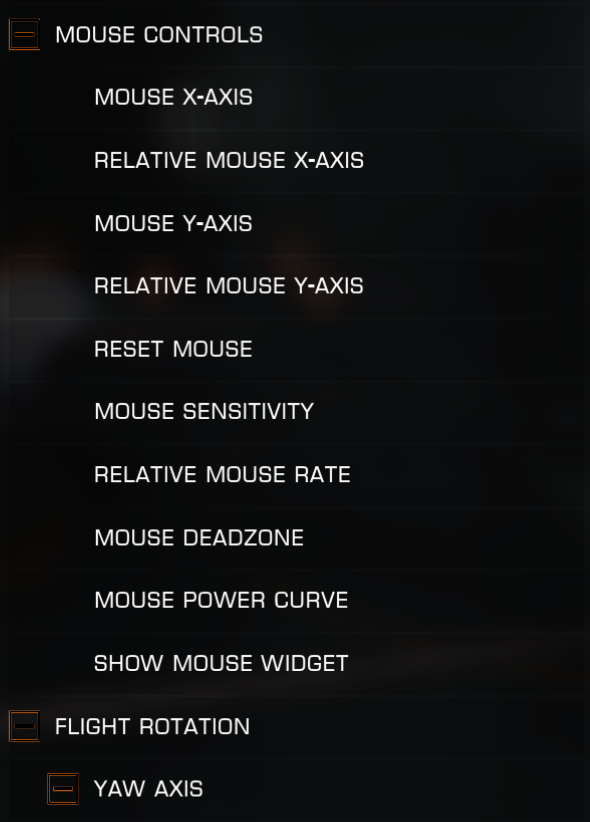 MOUSE CONTROLS
MOUSE X-AXIS
RELATIVE MOUSE X-AXIS
MOUSE Y-AXIS
RELATIVE MOUSE Y-AXIS
RESET MOUSE
MOUSE SENSITIVITY
RELATIVE MOUSE RATE
MOUSE DEADZONE
MOUSE POWER CURVE
SHOW MOUSE WIDGET
FLIGHT ROTATION
YAW AXIS